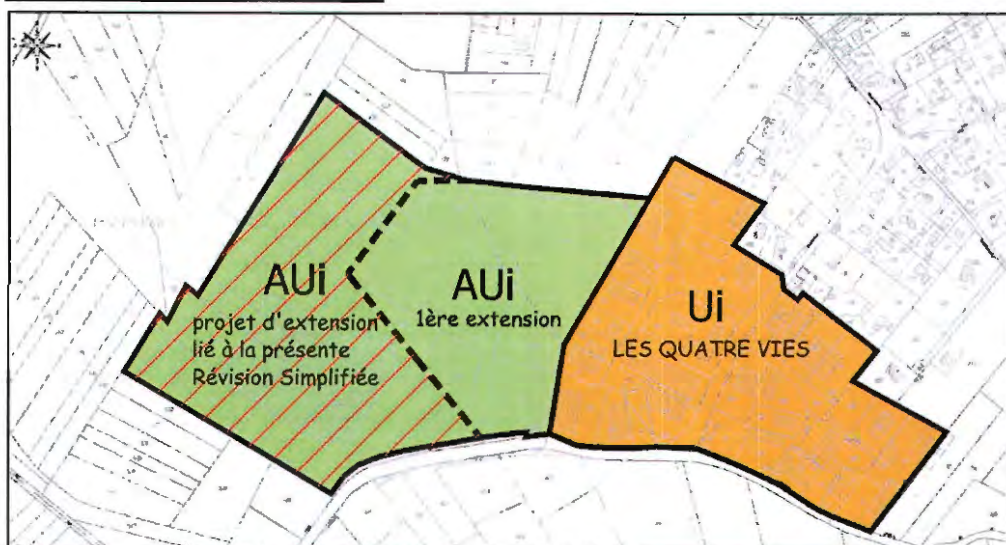 AUi
projet d'extension
lié à la présente
Révision Simplifiée
AUi
1ère extension
Ui
LES QUATRE VIES